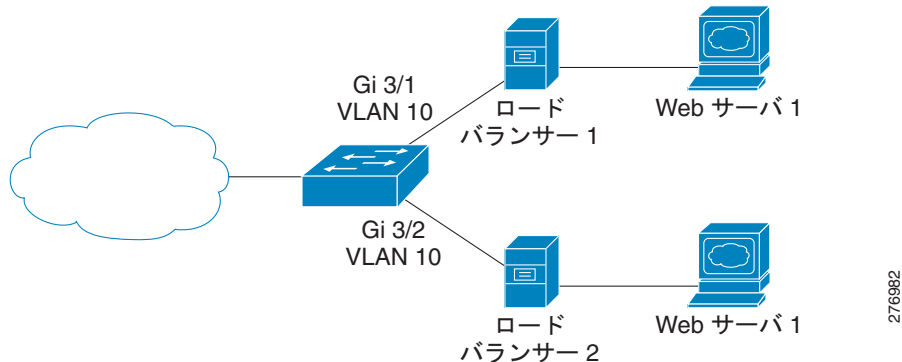 Gi 3/1
VLAN 10
ロード
バランサー 1
Web サーバ 1
Gi 3/2
VLAN 10
ロード
バランサー 2
Web サーバ 1
276982